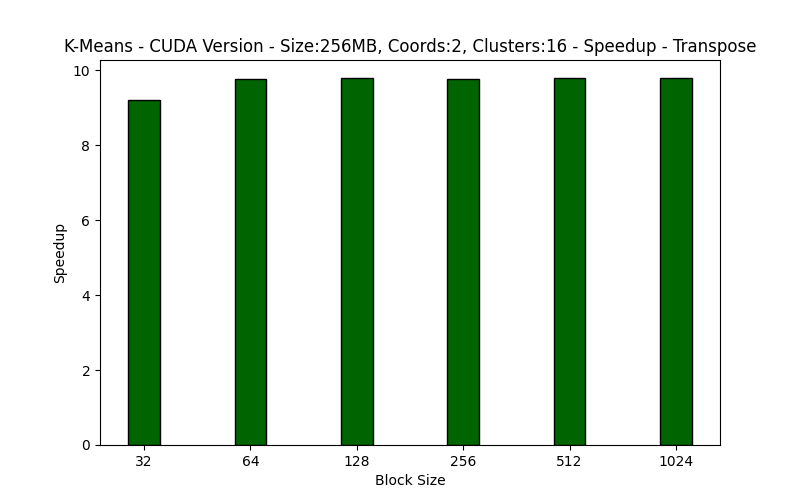 K-Means - CUDA Version - Size:256MB, Coords:2, Clusters:16 - Speedup - Transpose
10
8
6
4
2
0
Speedup
32 64 128 256 512 1024
Block Size